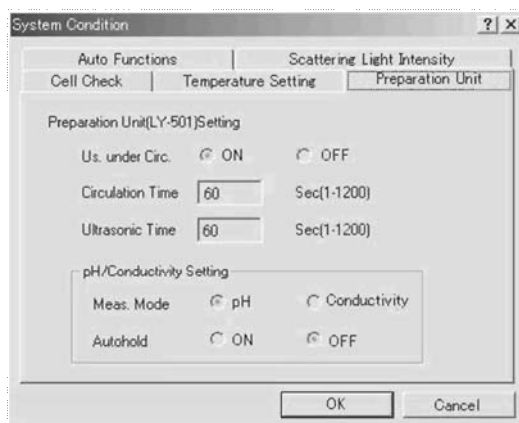 System Condition
Auto Functions Scattering Light Intensity
Cell Check Temperature Setting Preparation Unit
Preparation Unit(LY-501)Setting
Us. under Circ. ON OFF
Circulation Time 60 Sec(1-1200)
Ultrasonic Time 60 Sec(1-1200)
pH/Conductivity Setting
Meas. Mode pH Conductivity
Autohold ON OFF
OK Cancel